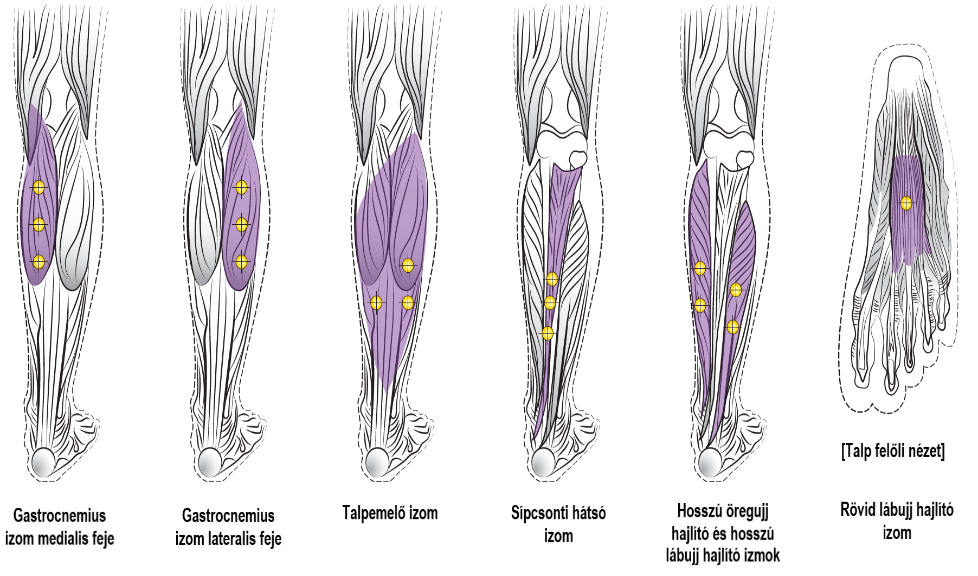 [Talp felőli nézet]
Gastrocnemius
izom medialis feje
Gastrocnemius
izom lateralis feje
Talpemelő izom
Sípcsonti hátsó
izom
Hosszú öregujj
hajlító és hosszú
lábujj hajlító izmok
Rövid lábujj hajlító
izom